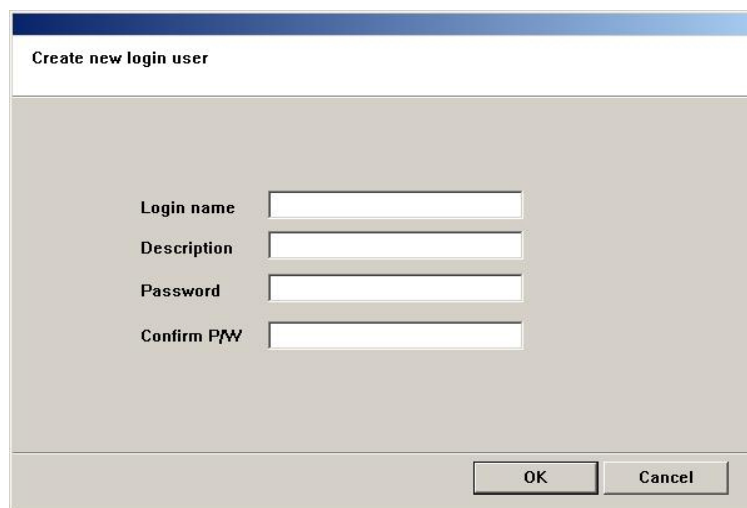 Create new login user
Login name
Description
Password
Confirm P/W
OK
Cancel